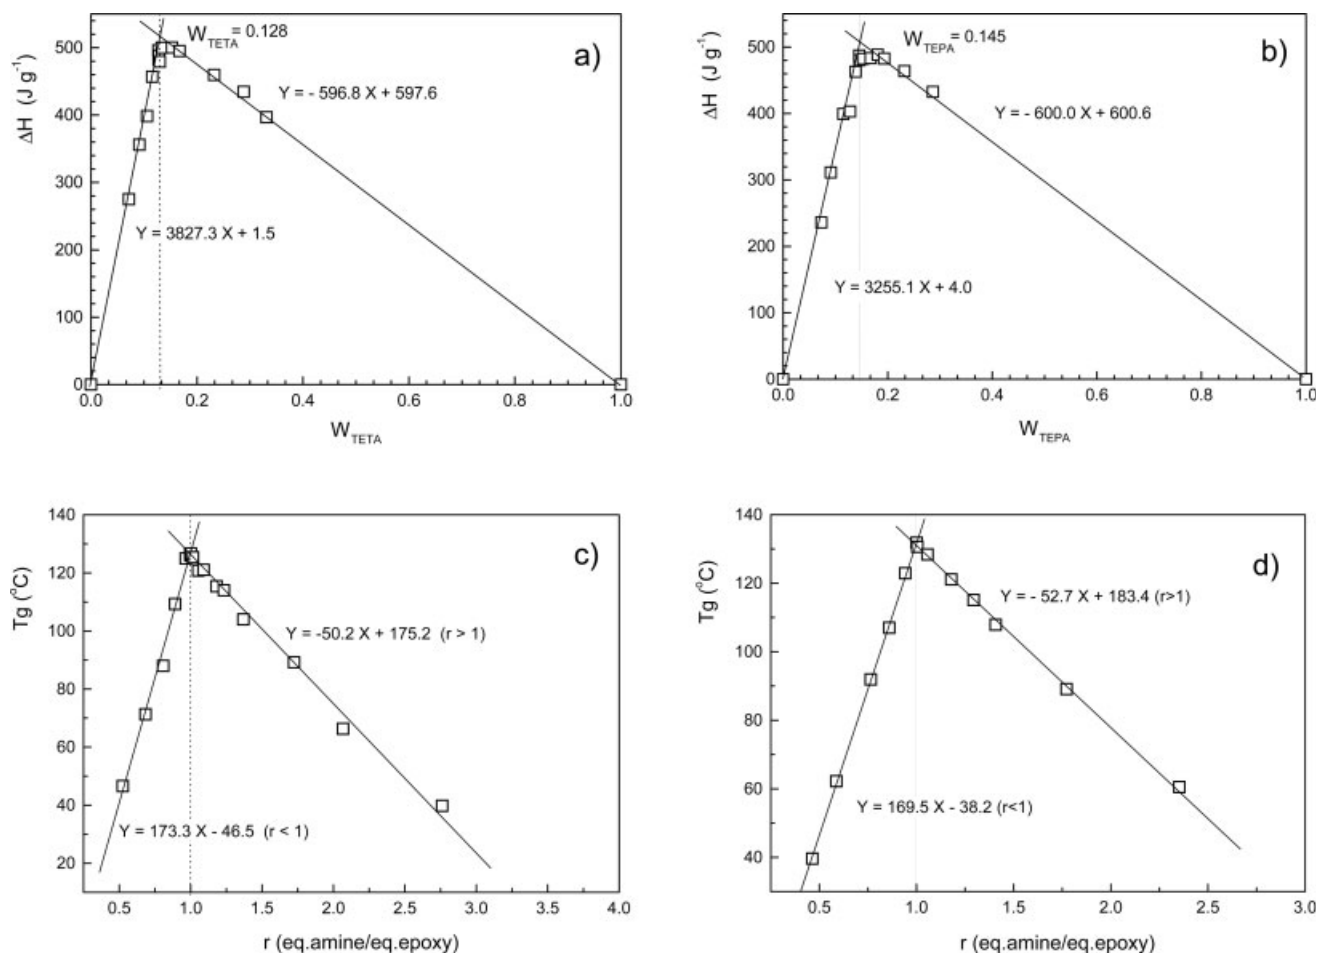 a)
W_TETA = 0.128
Y = - 596.8 X + 597.6
Y = 3827.3 X + 1.5
ΔH (J g⁻¹)
500
400
300
200
100
0
0.0 0.2 0.4 0.6 0.8 1.0
W_TETA
b)
W_TEPA = 0.145
Y = - 600.0 X + 600.6
Y = 3255.1 X + 4.0
ΔH (J g⁻¹)
500
400
300
200
100
0
0.0 0.2 0.4 0.6 0.8 1.0
W_TEPA
c)
Y = -50.2 X + 175.2 (r > 1)
Y = 173.3 X - 46.5 (r < 1)
Tg (°C)
140
120
100
80
60
40
20
0.5 1.0 1.5 2.0 2.5 3.0 3.5 4.0
r (eq.amine/eq.epoxy)
d)
Y = - 52.7 X + 183.4 (r>1)
Y = 169.5 X - 38.2 (r<1)
Tg (°C)
140
120
100
80
60
40
0.5 1.0 1.5 2.0 2.5 3.0
r (eq.amine/eq.epoxy)